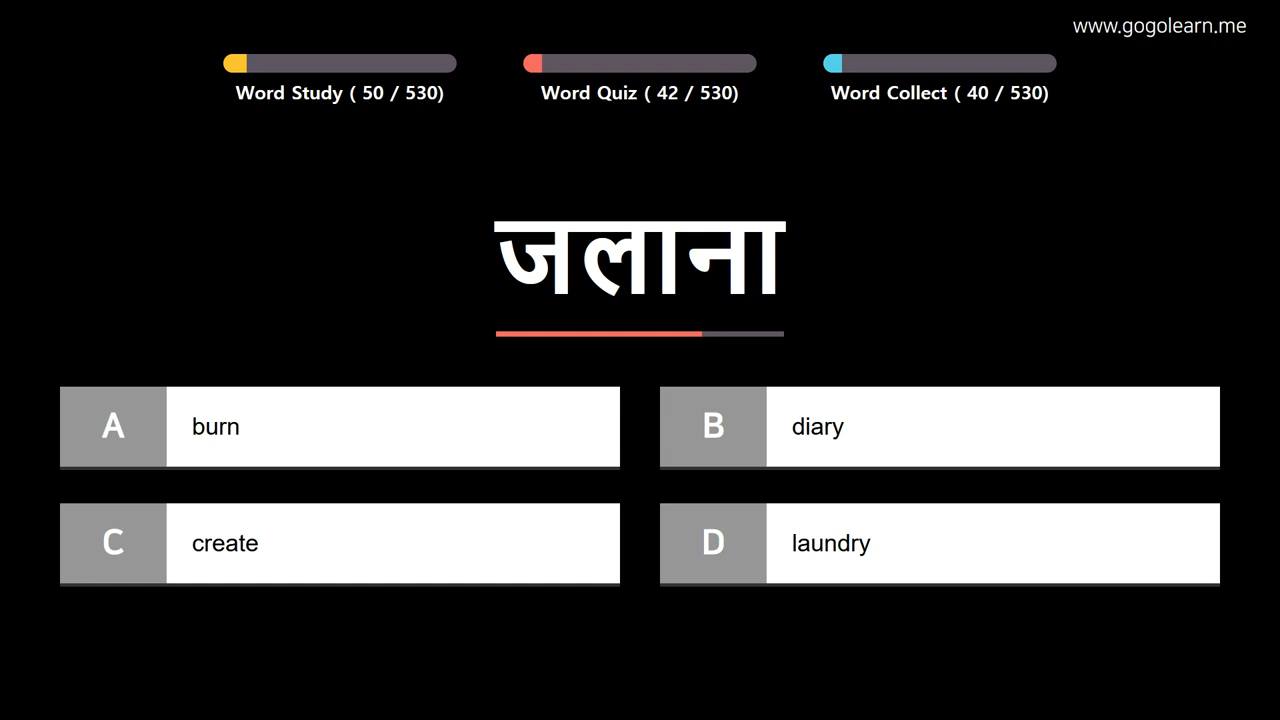 www.gogolearn.me
Word Study ( 50 / 530)
Word Quiz ( 42 / 530)
Word Collect ( 40 / 530)
जलाना
A burn
B diary
C create
D laundry